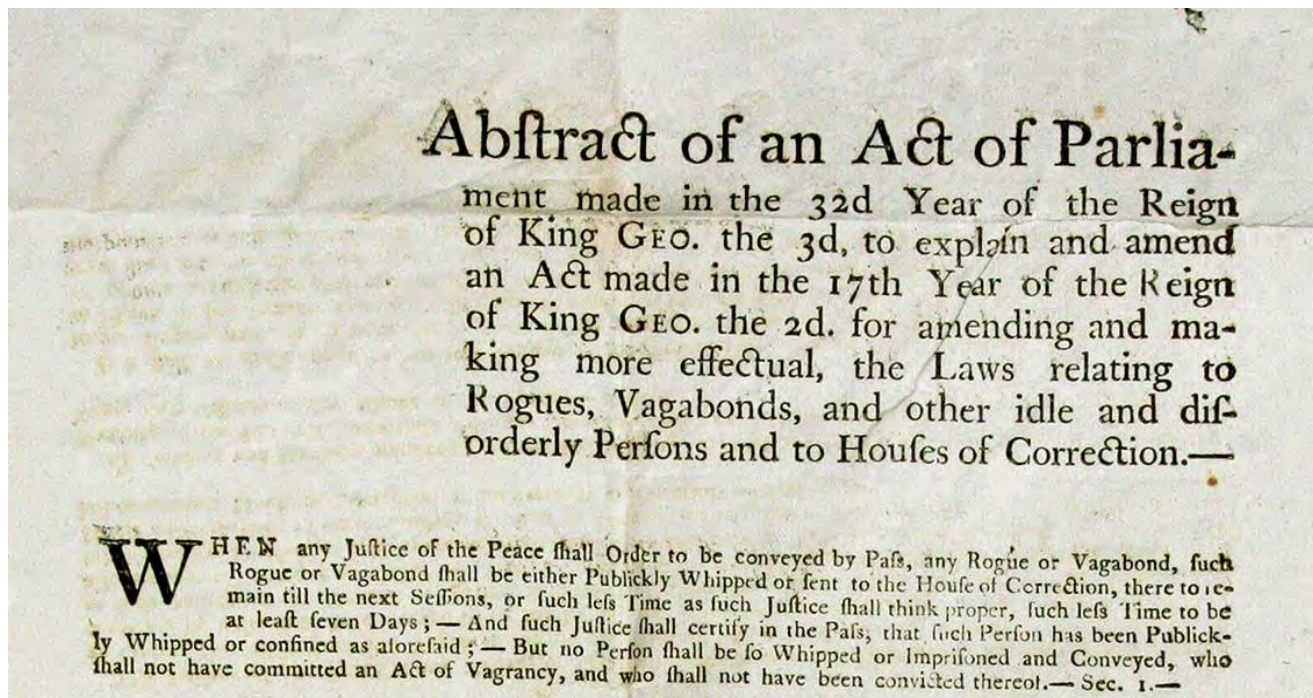 Abſtract of an Act of Parlia-
ment made in the 32d Year of the Reign
of King GEO. the 3d, to explain and amend
an Act made in the 17th Year of the Reign
of King GEO. the 2d. for amending and ma-
king more effectual, the Laws relating to
Rogues, Vagabonds, and other idle and diſ-
orderly Perſons and to Houſes of Correction.—
WHEN any Juſtice of the Peace ſhall Order to be conveyed by Paſs, any Rogue or Vagabond, ſuch
Rogue or Vagabond ſhall be either Publickly Whipped or ſent to the Houſe of Correction, there to re-
main till the next Seſſions, or ſuch leſs Time as ſuch Juſtice ſhall think proper, ſuch leſs Time to be
at leaſt ſeven Days; — And ſuch Juſtice ſhall certify in the Paſs, that ſuch Perſon has been Publick-
ly Whipped or confined as aforeſaid; — But no Perſon ſhall be ſo Whipped or Impriſoned and Conveyed, who
ſhall not have committed an Act of Vagrancy, and who ſhall not have been convicted thereof.— Sec. 1.—